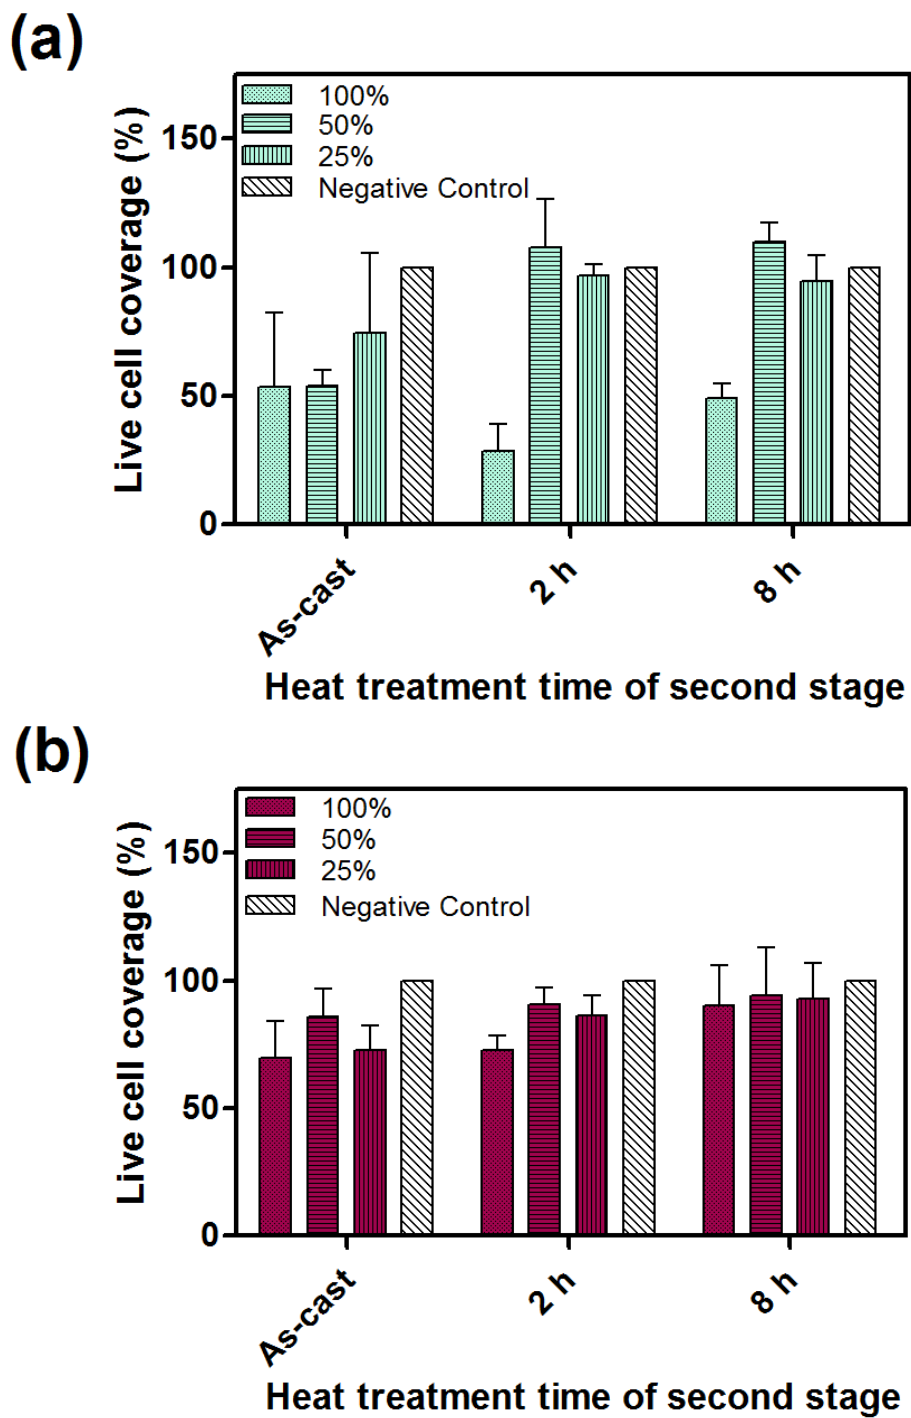 (a)
Live cell coverage (%)
150
100
50
0
100%
50%
25%
Negative Control
As-cast
2 h
8 h
Heat treatment time of second stage
(b)
Live cell coverage (%)
150
100
50
0
100%
50%
25%
Negative Control
As-cast
2 h
8 h
Heat treatment time of second stage